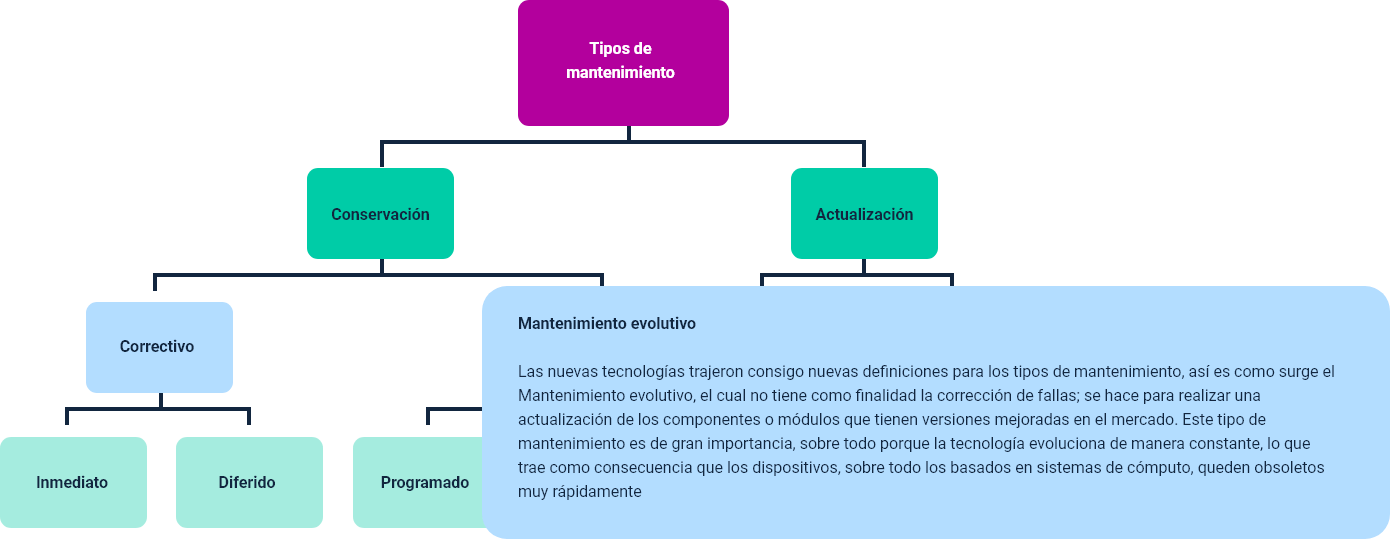 Tipos de
mantenimiento
Conservación
Actualización
Correctivo
Inmediato
Diferido
Programado
Mantenimiento evolutivo
Las nuevas tecnologías trajeron consigo nuevas definiciones para los tipos de mantenimiento, así es como surge el
Mantenimiento evolutivo, el cual no tiene como finalidad la corrección de fallas; se hace para realizar una
actualización de los componentes o módulos que tienen versiones mejoradas en el mercado. Este tipo de
mantenimiento es de gran importancia, sobre todo porque la tecnología evoluciona de manera constante, lo que
trae como consecuencia que los dispositivos, sobre todo los basados en sistemas de cómputo, queden obsoletos
muy rápidamente